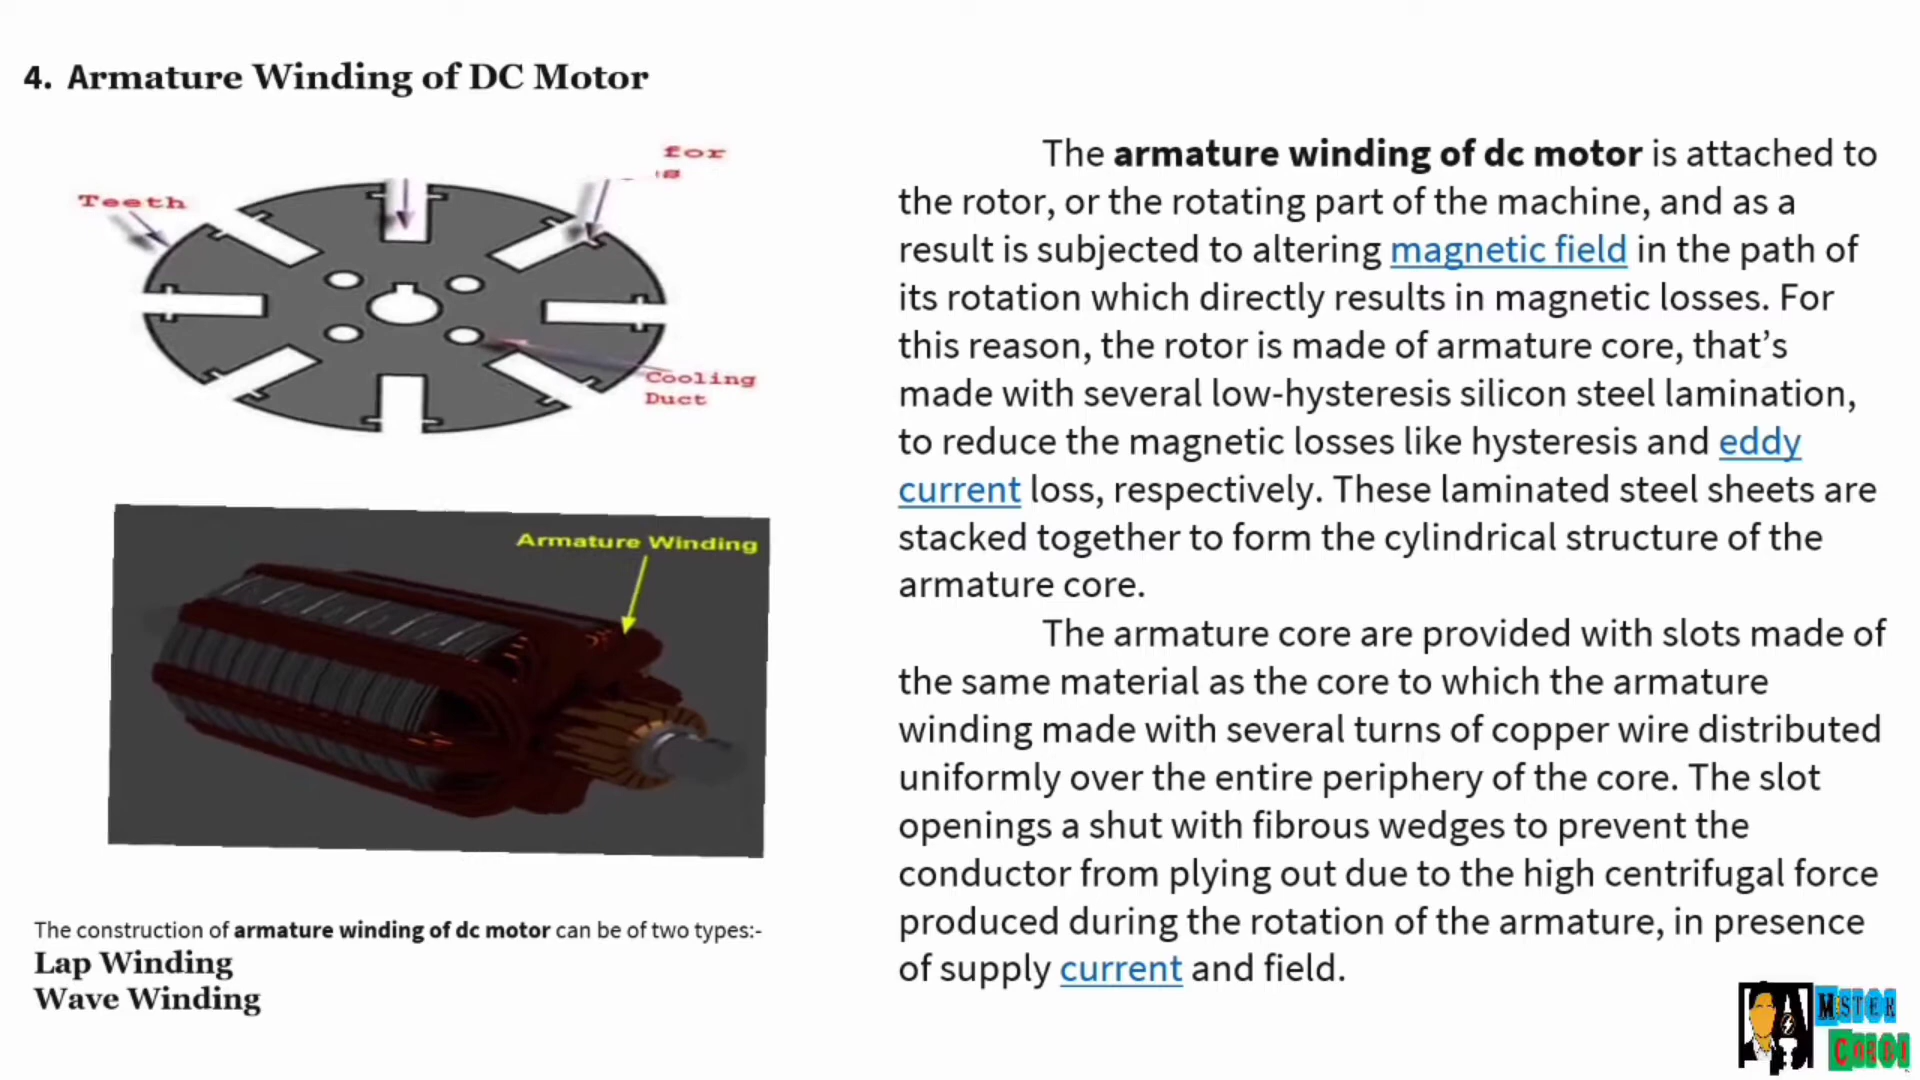 4. Armature Winding of DC Motor
for
Teeth
Cooling
Duct
Armature Winding
The construction of armature winding of dc motor can be of two types:-
Lap Winding
Wave Winding
The armature winding of dc motor is attached to
the rotor, or the rotating part of the machine, and as a
result is subjected to altering magnetic field in the path of
its rotation which directly results in magnetic losses. For
this reason, the rotor is made of armature core, that’s
made with several low-hysteresis silicon steel lamination,
to reduce the magnetic losses like hysteresis and eddy
current loss, respectively. These laminated steel sheets are
stacked together to form the cylindrical structure of the
armature core.
The armature core are provided with slots made of
the same material as the core to which the armature
winding made with several turns of copper wire distributed
uniformly over the entire periphery of the core. The slot
openings a shut with fibrous wedges to prevent the
conductor from plying out due to the high centrifugal force
produced during the rotation of the armature, in presence
of supply current and field.